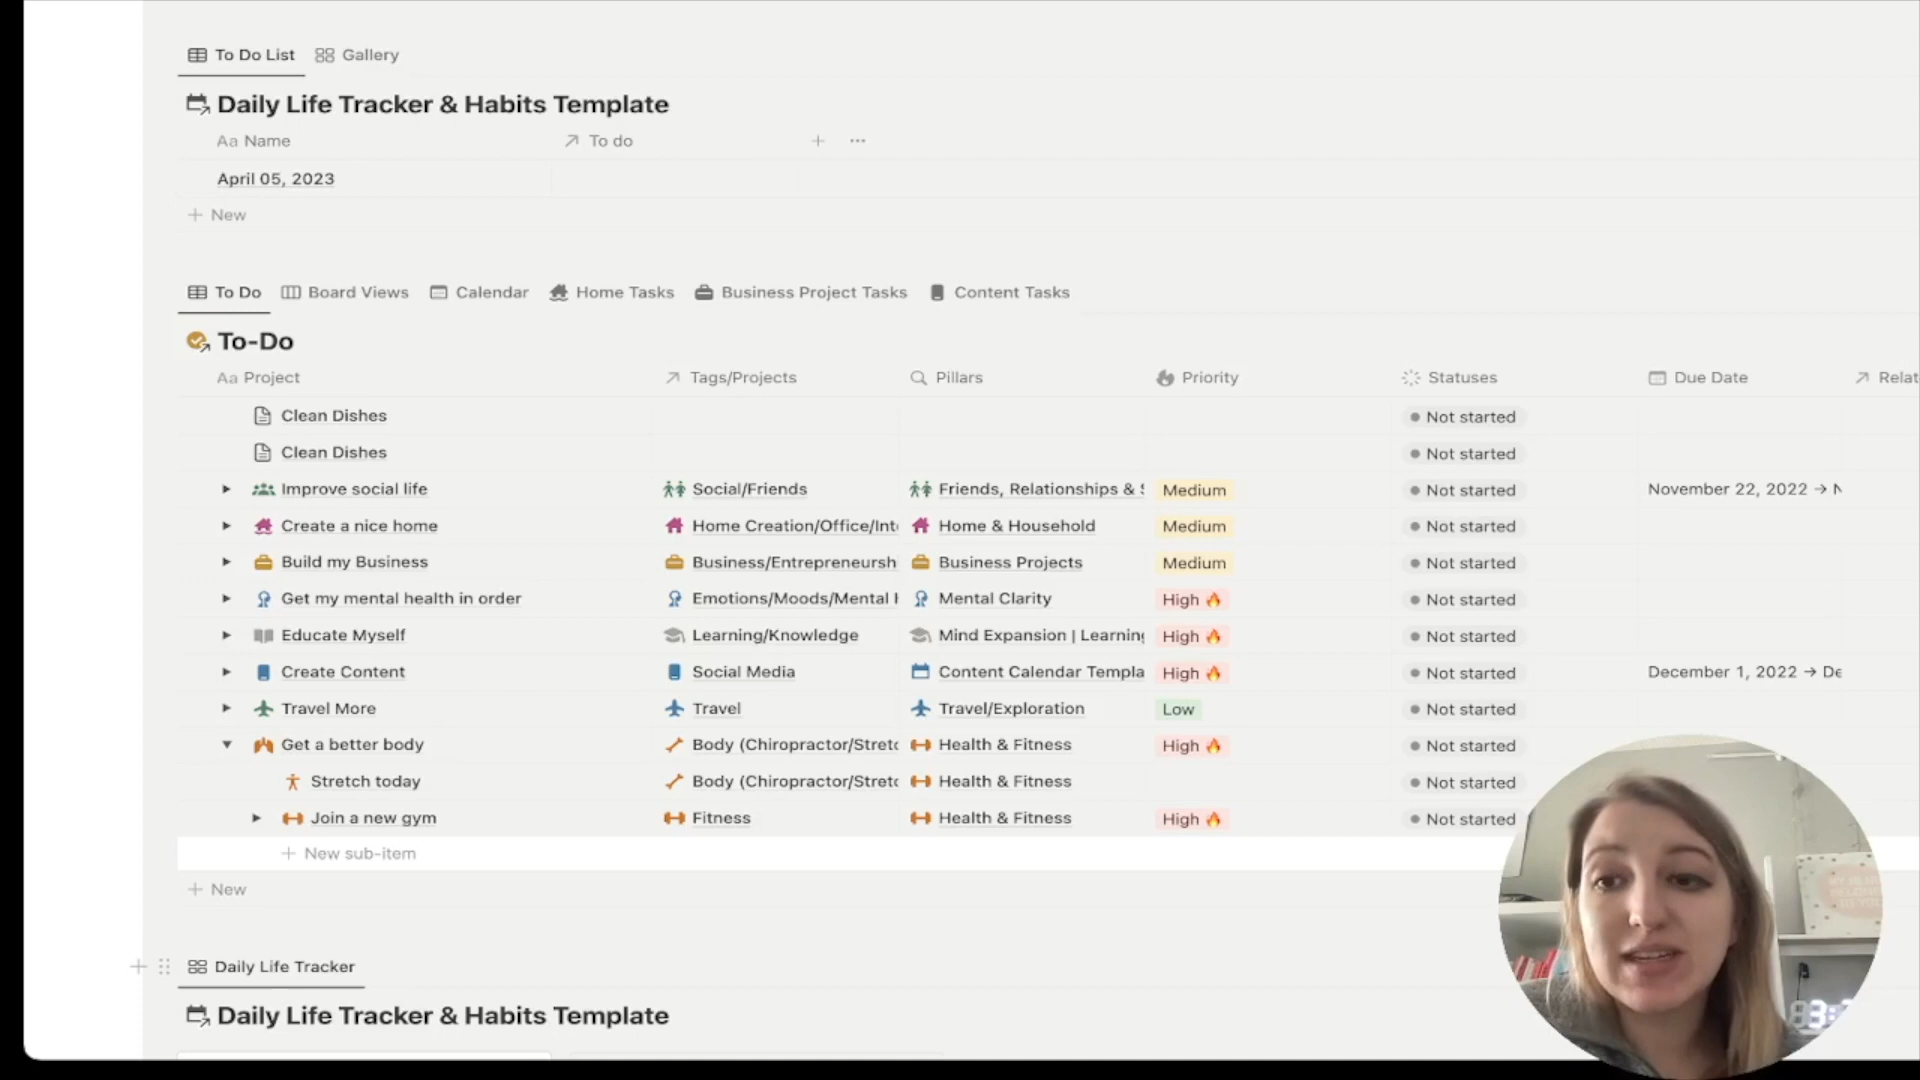 To Do List Gallery
Daily Life Tracker & Habits Template
Aa Name To do
April 05, 2023
New
To Do Board Views Calendar Home Tasks Business Project Tasks Content Tasks
To-Do
Aa Project Tags/Projects Pillars Priority Statuses Due Date Relat
Clean Dishes Not started
Clean Dishes Not started
Improve social life Social/Friends Friends, Relationships & Medium Not started November 22, 2022 → N
Create a nice home Home Creation/Office/Int Home & Household Medium Not started
Build my Business Business/Entrepreneursh Business Projects Medium Not started
Get my mental health in order Emotions/Moods/Mental Mental Clarity High 🔥 Not started
Educate Myself Learning/Knowledge Mind Expansion | Learning High 🔥 Not started
Create Content Social Media Content Calendar Templa High 🔥 Not started December 1, 2022 → De
Travel More Travel Travel/Exploration Low Not started
Get a better body Body (Chiropractor/Stretc Health & Fitness High 🔥 Not started
Stretch today Body (Chiropractor/Stretc Health & Fitness Not started
Join a new gym Fitness Health & Fitness High 🔥 Not started
New sub-item
New
Daily Life Tracker
Daily Life Tracker & Habits Template